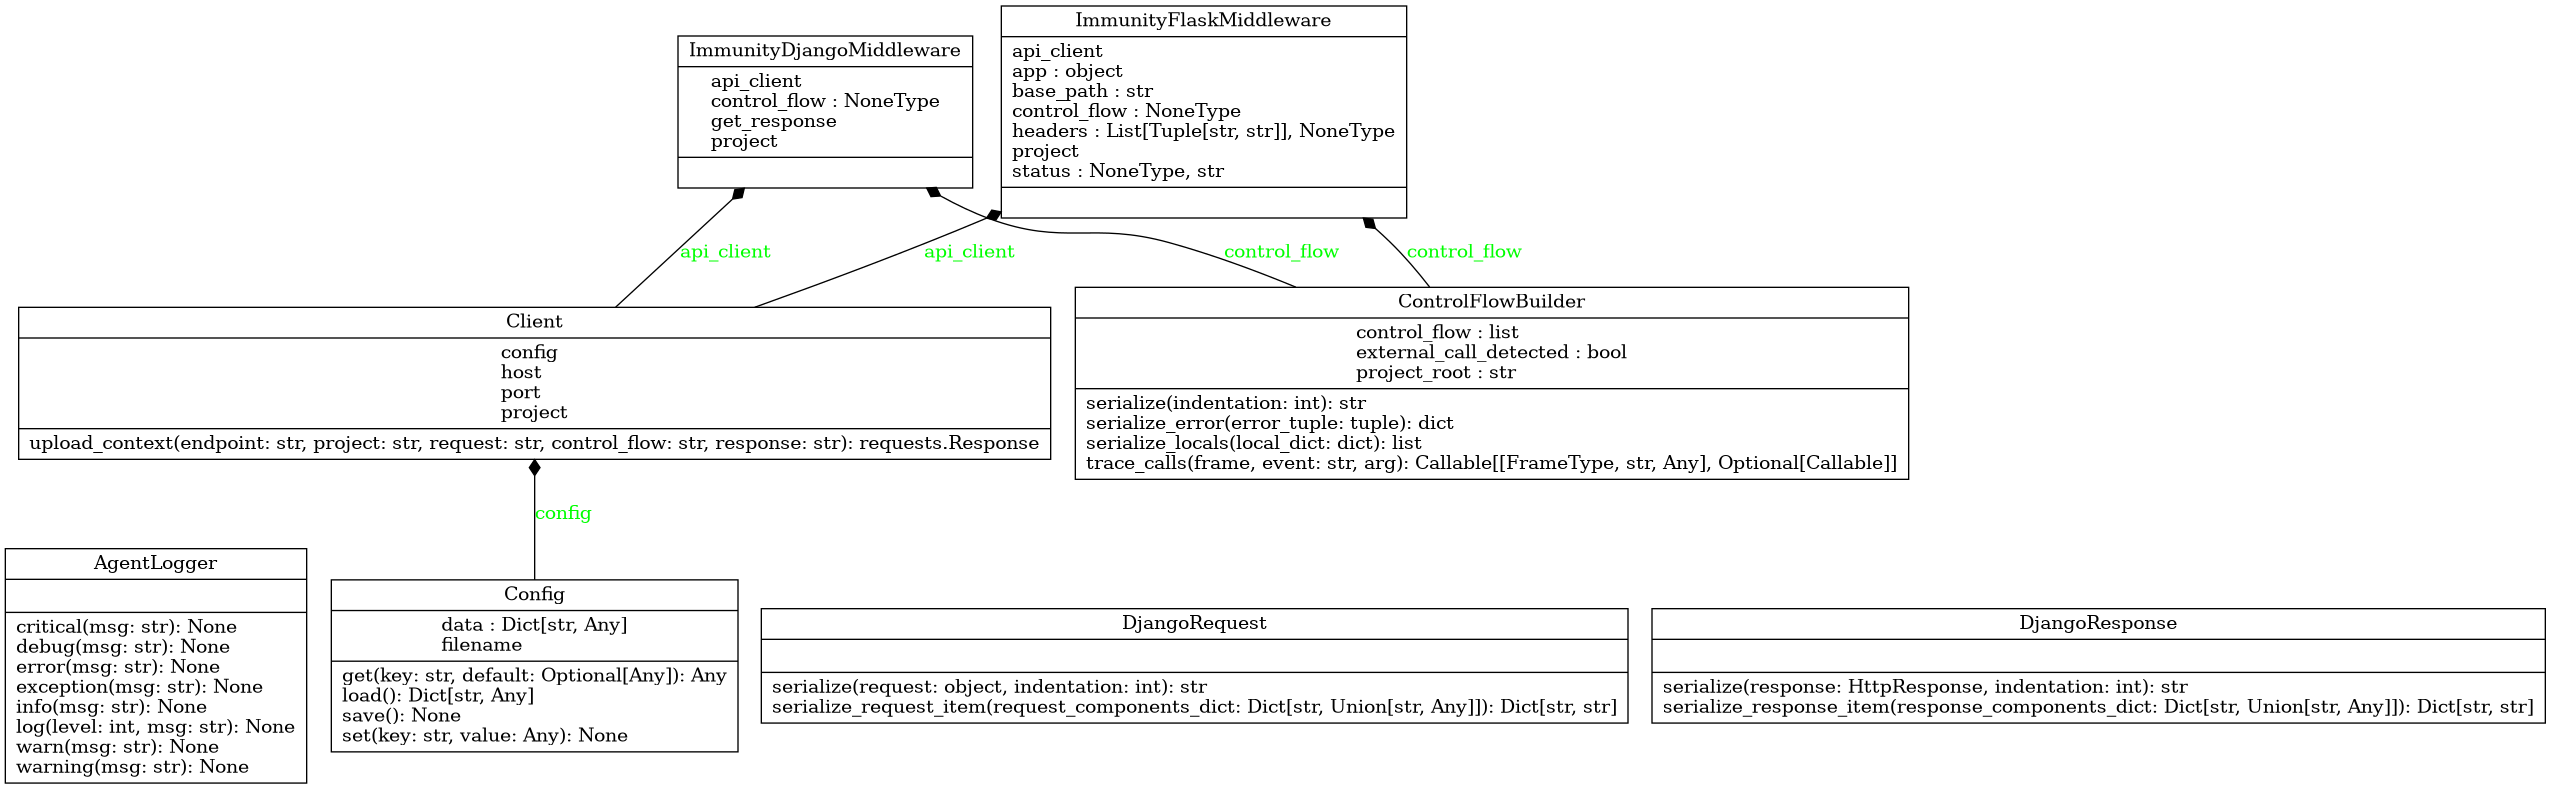 ImmunityDjangoMiddleware
api_client
control_flow : NoneType
get_response
project
ImmunityFlaskMiddleware
api_client
app : object
base_path : str
control_flow : NoneType
headers : List[Tuple[str, str]], NoneType
project
status : NoneType, str
api_client
api_client
control_flow
control_flow
Client
config
host
port
project
upload_context(endpoint: str, project: str, request: str, control_flow: str, response: str): requests.Response
ControlFlowBuilder
control_flow : list
external_call_detected : bool
project_root : str
serialize(indentation: int): str
serialize_error(error_tuple: tuple): dict
serialize_locals(local_dict: dict): list
trace_calls(frame, event: str, arg): Callable[[FrameType, str, Any], Optional[Callable]]
config
AgentLogger
critical(msg: str): None
debug(msg: str): None
error(msg: str): None
exception(msg: str): None
info(msg: str): None
log(level: int, msg: str): None
warn(msg: str): None
warning(msg: str): None
Config
data : Dict[str, Any]
filename
get(key: str, default: Optional[Any]): Any
load(): Dict[str, Any]
save(): None
set(key: str, value: Any): None
DjangoRequest
serialize(request: object, indentation: int): str
serialize_request_item(request_components_dict: Dict[str, Union[str, Any]]): Dict[str, str]
DjangoResponse
serialize(response: HttpResponse, indentation: int): str
serialize_response_item(response_components_dict: Dict[str, Union[str, Any]]): Dict[str, str]